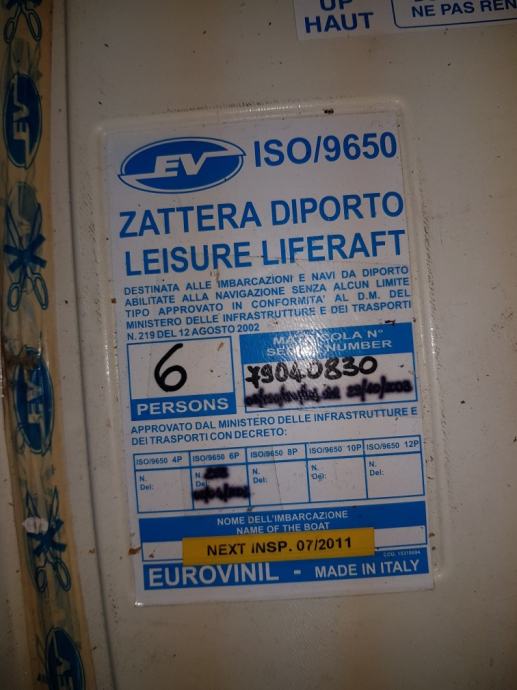 UP
HAUT
NE PAS REN
EV
EV ISO/9650
ZATTERA DIPORTO
LEISURE LIFERAFT
DESTINATA ALLE IMBARCAZIONI E NAVI DA DIPORTO
ABILITATE ALLA NAVIGAZIONE SENZA ALCUN LIMITE
TIPO APPROVATO IN CONFORMITA' AL D.M. DEL
MINISTERO DELLE INFRASTRUTTURE E DEI TRASPORTI
N. 219 DEL 12 AGOSTO 2002
MATRICOLA N°
SERIAL NUMBER
6
79040830
PERSONS
APPROVATO DAL MINISTERO DELLE INFRASTRUTTURE E
DEI TRASPORTI CON DECRETO:
ISO/9650 4P ISO/9650 6P ISO/9650 8P ISO/9650 10P ISO/9650 12P
N. N. N. N. N.
Del: Del: Del: Del: Del:
NOME DELL'IMBARCAZIONE
NAME OF THE BOAT
NEXT INSP. 07/2011
EUROVINIL - MADE IN ITALY
EV
EV